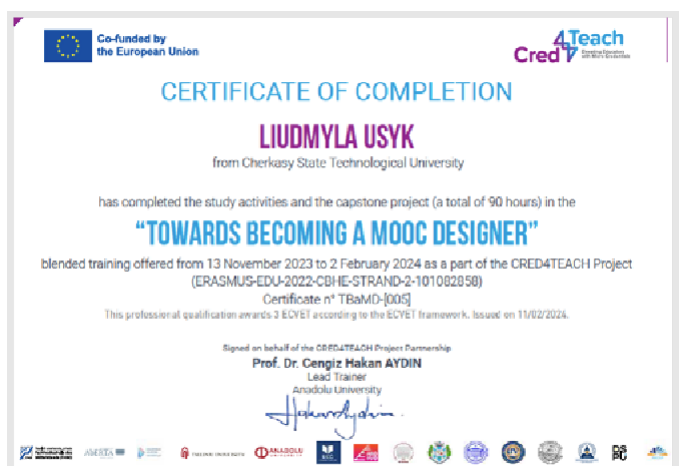 Co-funded by
the European Union
Cred4Teach
CERTIFICATE OF COMPLETION
LIUDMYLA USYK
from Cherkasy State Technological University
has completed the study activities and the capstone project (a total of 90 hours) in the
“TOWARDS BECOMING A MOOC DESIGNER”
blended training offered from 13 November 2023 to 2 February 2024 as a part of the CRED4TEACH Project
(ERASMUS-EDU-2022-CBHE-STRAND-2-101082858)
Certificate n° TBaMD-[005]
This professional qualification awards 3 ECVET according to the ECVET framework. Issued on 11/02/2024.
Signed on behalf of the CRED4TEACH Project Partnership
Prof. Dr. Cengiz Hakan AYDIN
Lead Trainer
Anadolu University
ANADOLU